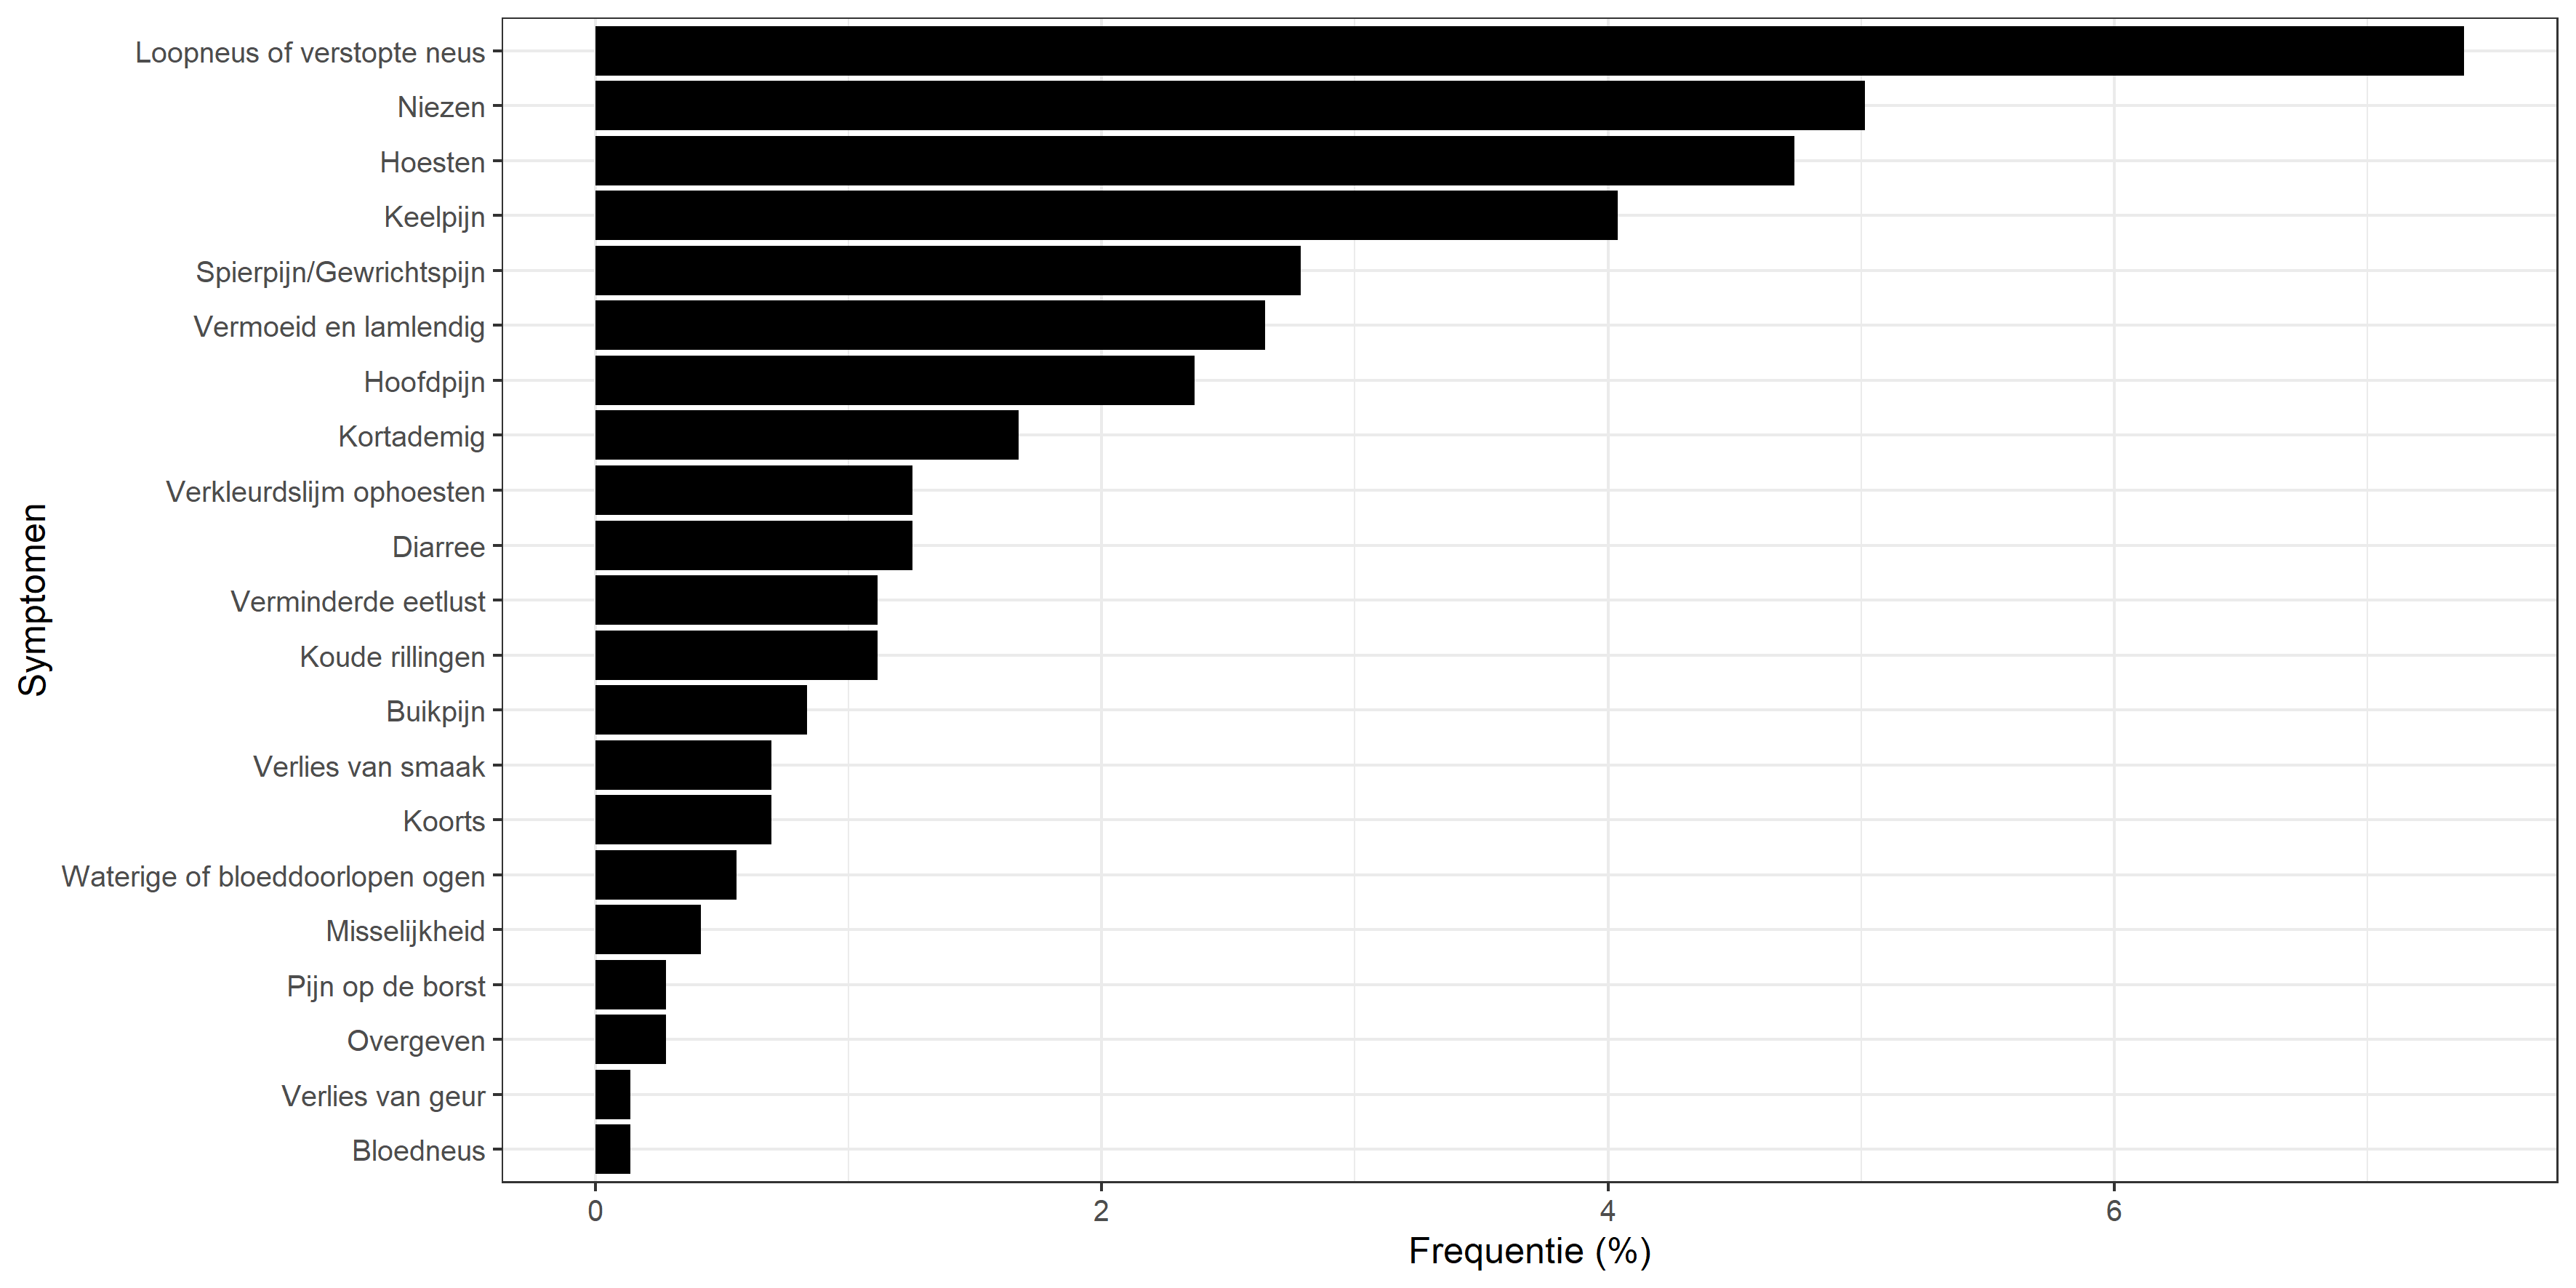 Loopneus of verstopte neus
Niezen
Hoesten
Keelpijn
Spierpijn/Gewrichtspijn
Vermoeid en lamlendig
Hoofdpijn
Kortademig
Verkleurdslijm ophoesten
Diarree
Verminderde eetlust
Koude rillingen
Buikpijn
Verlies van smaak
Koorts
Waterige of bloeddoorlopen ogen
Misselijkheid
Pijn op de borst
Overgeven
Verlies van geur
Bloedneus
Symptomen
0 2 4 6
Frequentie (%)